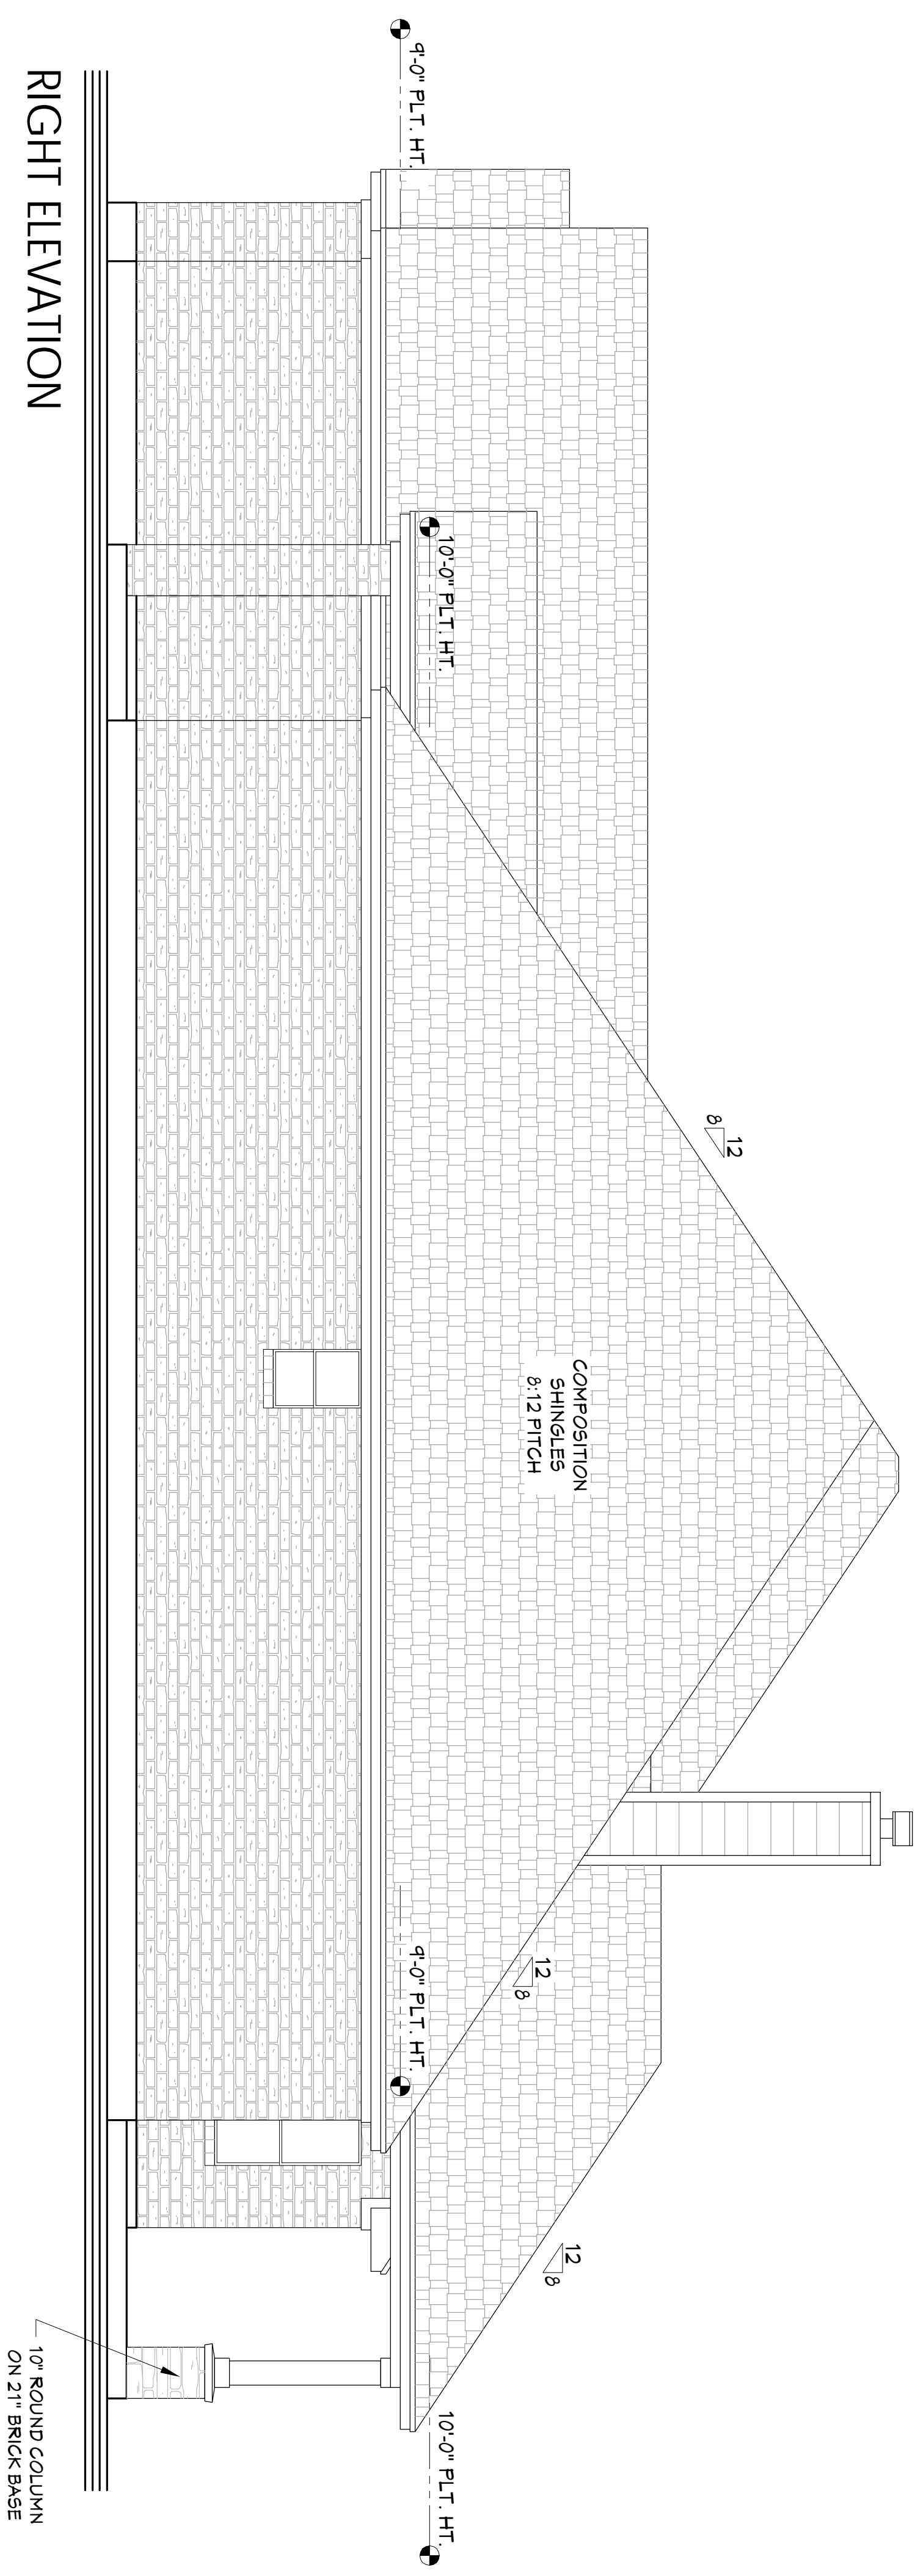 9'-0" PLT. HT.
10'-0" PLT. HT.
12
8
COMPOSITION
SHINGLES
8:12 PITCH
9'-0" PLT. HT.
12
8
12
8
10'-0" PLT. HT.
10" ROUND COLUMN
ON 21" BRICK BASE
RIGHT ELEVATION